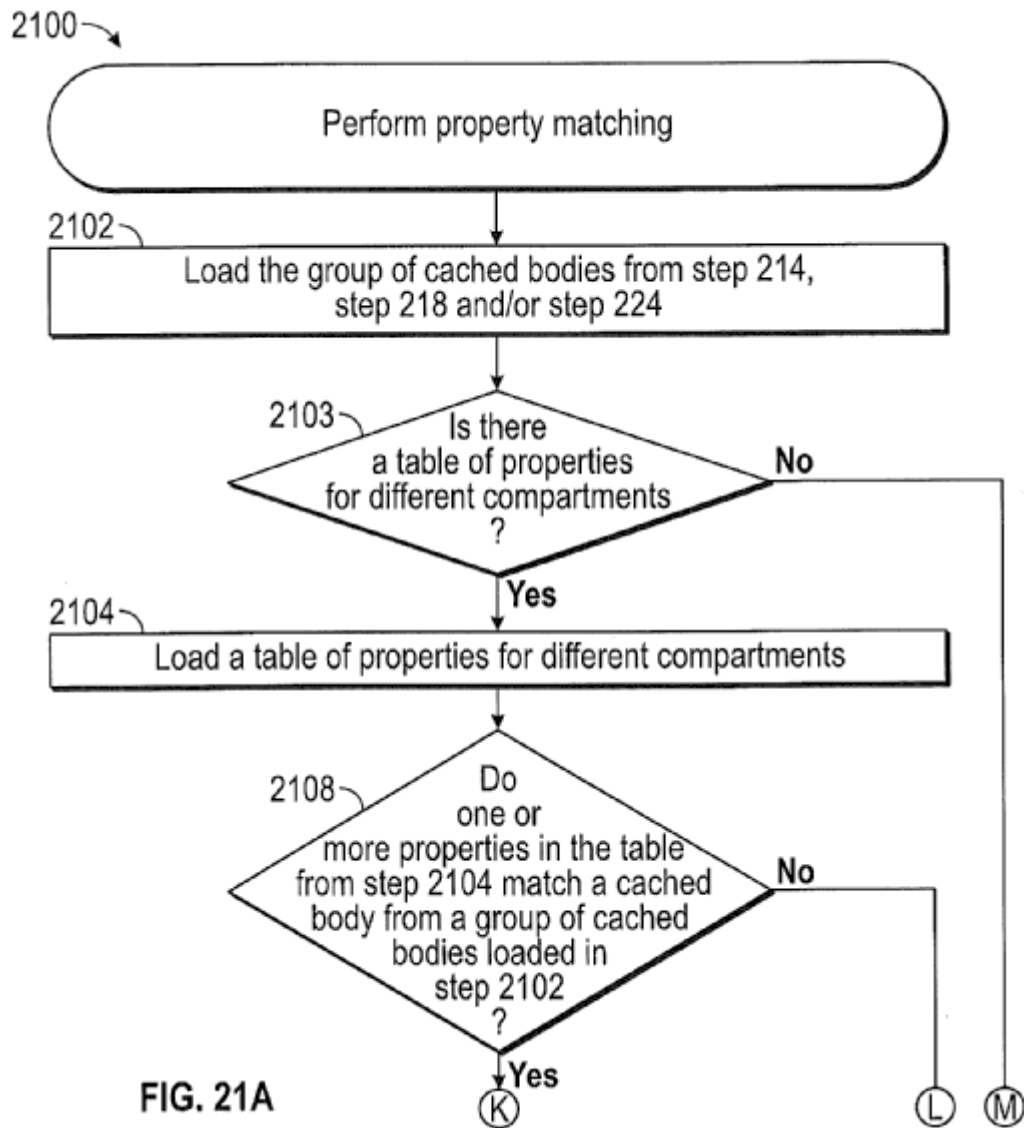 2100
Perform property matching
2102
Load the group of cached bodies from step 214,
step 218 and/or step 224
2103
Is there
a table of properties
for different compartments
?
No
Yes
2104
Load a table of properties for different compartments
2108
Do
one or
more properties in the table
from step 2104 match a cached
body from a group of cached
bodies loaded in
step 2102
?
No
Yes
FIG. 21A
K
L
M